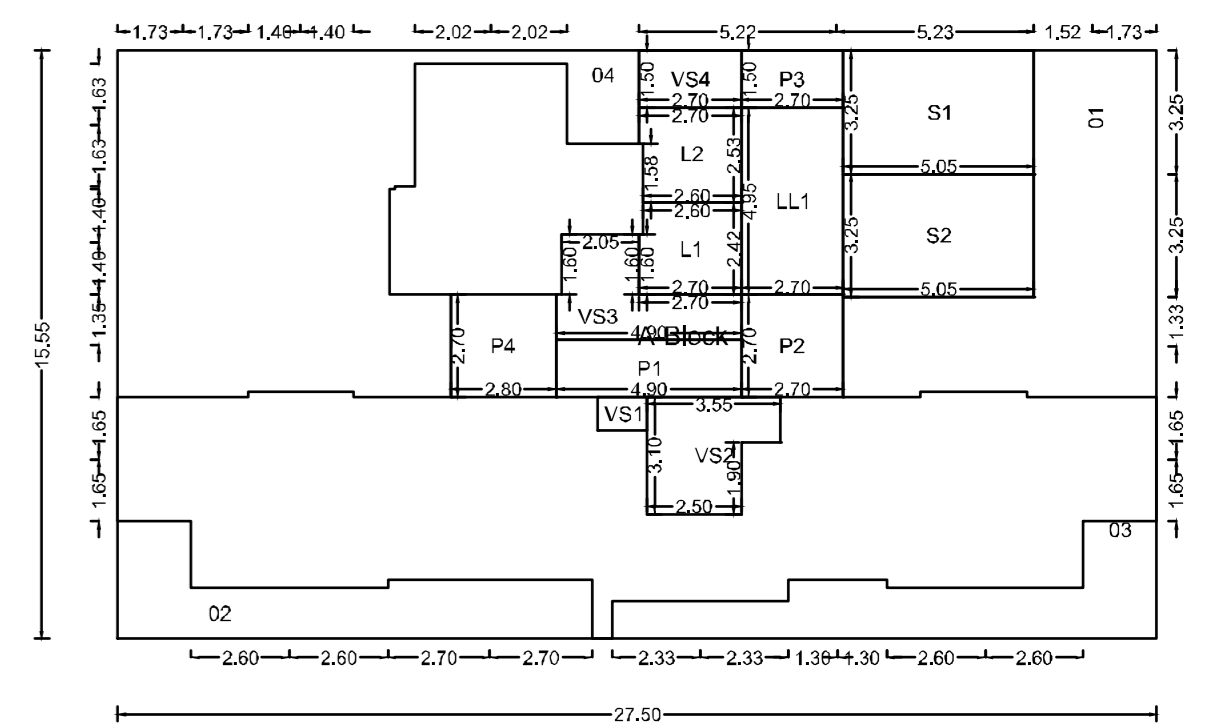 1.73 1.73 1.40 1.40 2.02 2.02 5.22 5.23 1.52 1.73
04 VS4 P3
1.63 1.50 1.50 3.25 3.25
2.70 2.70
2.70
S1 01
1.63 L2 1.58 2.53
5.05
2.60
2.60
4.95 LL1
1.40 S2 3.25 3.25
2.05 L1
1.40 1.60 1.60 1.60 2.42
2.70 2.70 5.05
2.70
1.35 VS3 1.33
4.90 A Block
15.55 P4 2.70 P1 2.70 P2
2.80 4.90 2.70
VS1 3.55
1.65 1.65
3.10 VS2 1.90
1.65 1.65
2.50
03
02
2.60 2.60 2.70 2.70 2.33 2.33 1.30 1.30 2.60 2.60
27.50